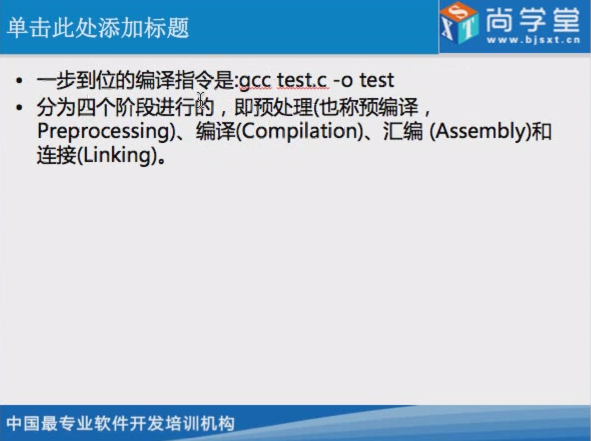 单击此处添加标题
尚学堂
www.bjsxt.cn
• 一步到位的编译指令是:gcc test.c -o test
• 分为四个阶段进行的，即预处理(也称预编译，
Preprocessing)、编译(Compilation)、汇编 (Assembly)和
连接(Linking)。
中国最专业软件开发培训机构